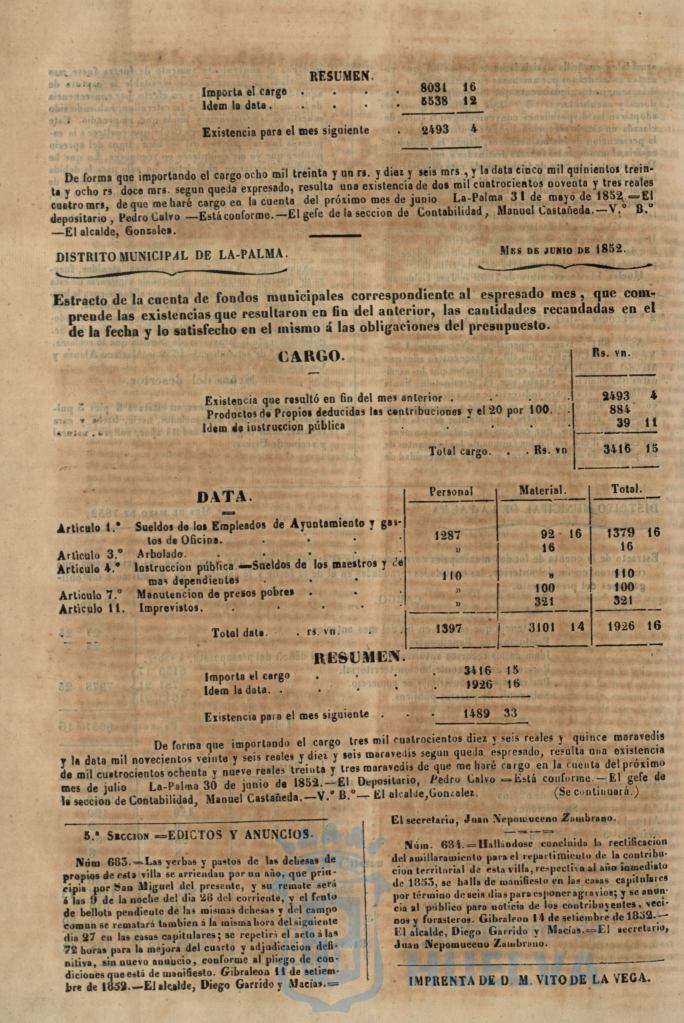 RESUMEN.
Importa el cargo . . . . 8031 16
Idem la data . . . . 5538 12
Existencia para el mes siguiente . 2493 4
De forma que importando el cargo ocho mil treinta y un rs. y diez y seis mrs, y la data cinco mil quinientos trein-
ta y ocho rs doce mrs. segun queda expresado, resulta una existencia de dos mil cuatrocientos noventa y tres reales
cuatro mrs, de que me haré cargo en la cuenta del próximo mes de junio La-Palma 31 de mayo de 1852.—El
depositario, Pedro Calvo—Está conforme.—El gefe de la seccion de Contabilidad, Manuel Castañeda.—V.º B.º
—El alcalde, Gonzales.
DISTRITO MUNICIPAL DE LA-PALMA. MES DE JUNIO DE 1852.
Estracto de la cuenta de fondos municipales correspondiente al espresado mes, que com-
prende las existencias que resultaron en fin del anterior, las cantidades recaudadas en el
de la fecha y lo satisfecho en el mismo á las obligaciones del presupuesto.
CARGO. Rs. vn.
Existencia que resultó en fin del mes anterior . . . . 2493 4
Productos de Propios deducidas las contribuciones y el 20 por 100. . 884
Idem de instruccion pública . . . . . 39 11
Total cargo. . . Rs. vn 3416 15
DATA. Personal Material. Total.
Artículo 1.º Sueldos de los Empleados de Ayuntamiento y gas-
tos de Oficina. . . . . 1287 92 16 1379 16
Artículo 3.º Arbolado. . . . . » 16 16
Artículo 4.º Instruccion pública—Sueldos de los maestros y de
mas dependientes . . . 110 » 110
Artículo 7.º Manutencion de presos pobres . . . » 100 100
Artículo 11. Imprevistos. . . . . » 321 321
Total data. . rs. vn. . . 1397 3101 14 1926 16
RESUMEN.
Importa el cargo . . . . 3416 15
Idem la data. . . . . 1926 16
Existencia para el mes siguiente . . . 1489 33
De forma que importando el cargo tres mil cuatrocientos diez y seis reales y quince maravedis
y la data mil novecientos veinte y seis reales y diez y seis maravedis segun queda espresado, resulta una existencia
de mil cuatrocientos ochenta y nueve reales treinta y tres maravedis de que me haré cargo en la cuenta del próximo
mes de julio La-Palma 30 de junio de 1852.—El Depositario, Pedro Calvo—Está conforme.—El gefe de
la seccion de Contabilidad, Manuel Castañeda.—V.º B.º—El alcalde, Gonzalez. (Se continuará.)
5.ª SECCION=EDICTOS Y ANUNCIOS.
Núm 683.=Las yerbas y pastos de las dehesas de
propios de esta villa se arriendan por un año, que prin-
cipia por San Miguel del presente, y su remate será
á las 9 de la noche del dia 26 del corriente, y el fruto
de bellota pendiente de las mismas dehesas y del campo
comun se rematará tambien á la misma hora del siguiente
dia 27 en las casas capitulares; se repetirá el acto á las
72 horas para la mejora del cuarto y adjudicacion defi-
nitiva, sin nuevo anuncio, conforme al pliego de con-
diciones que está de manifiesto. Gibraleon 11 de setiem-
bre de 1852.—El alcalde, Diego Garrido y Macías.=
El secretario, Juan Nepomuceno Zambrano.
Núm. 684.=Hallandose concluida la rectificacion
del amillaramiento para el repartimiento de la contribu-
cion territorial de esta villa, respectiva al año inmediato
de 1853, se halla de manifiesto en las casas capitulares
por término de seis dias para esponer agravios; y se anun-
cia al público para noticia de los contribuyentes, veci-
nos y forasteros. Gibraleon 14 de setiembre de 1852.—
El alcalde, Diego Garrido y Macías.=El secretario,
Juan Nepomuceno Zambrano.
IMPRENTA DE D. M. VITO DE LA VEGA.
HUELVA